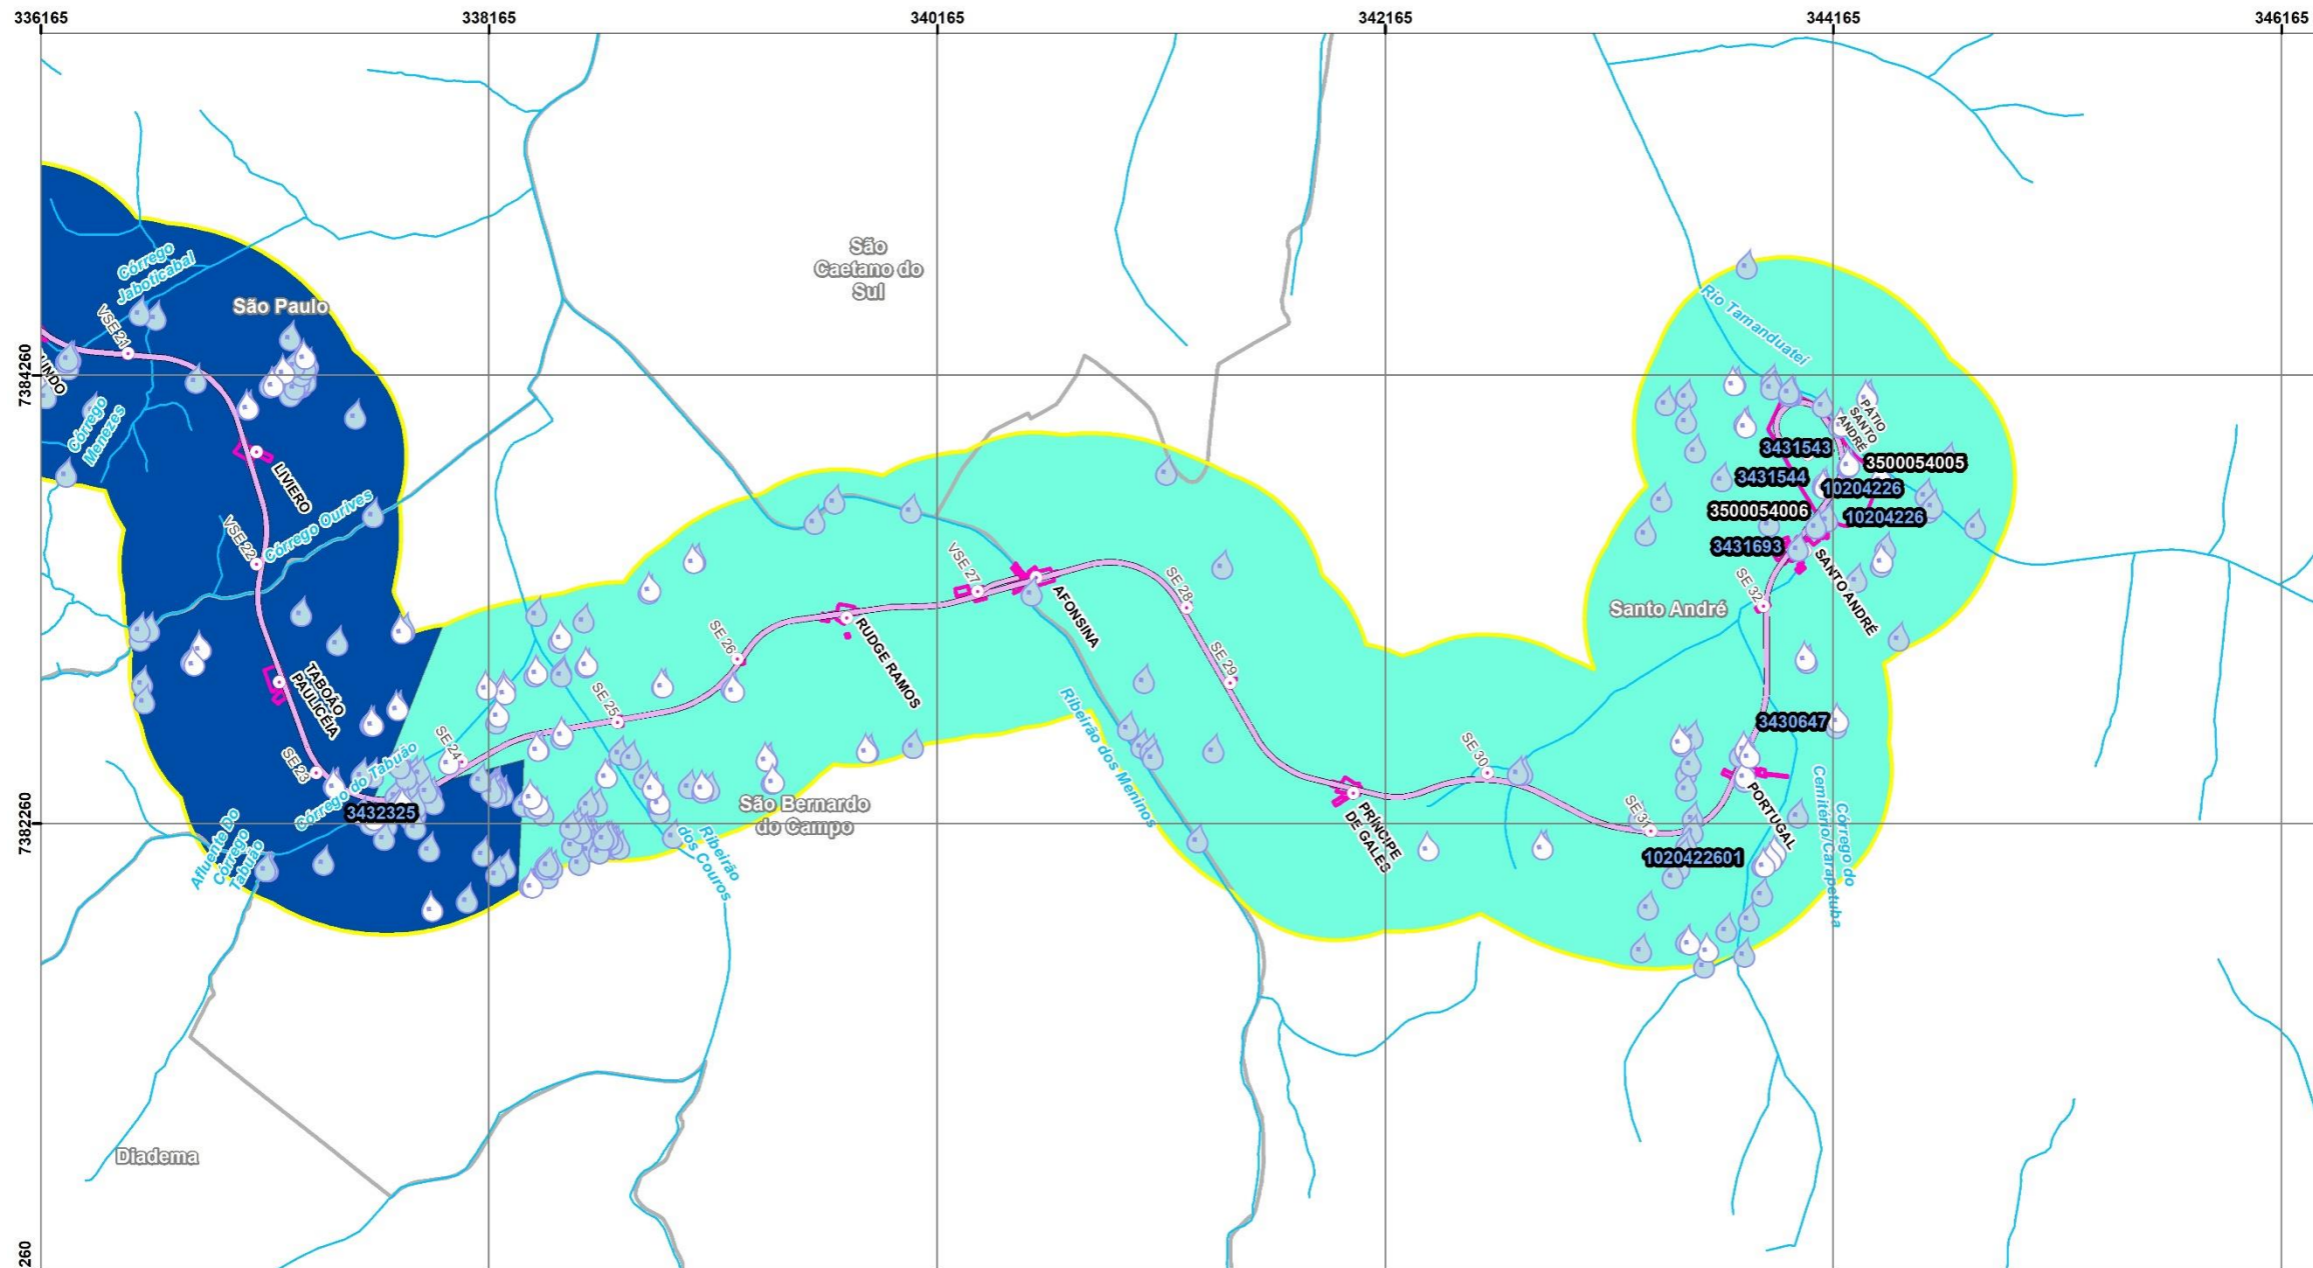 336165
338165
340165
342165
344165
346165
7384260
7382260
260
São
Caetano do
Sul
Córrego
Jaboticabal
São Paulo
VSE 21
LINDO
Córrego
Menezes
LIVIERO
VSE 22
Córrego Ourives
TABOÃO
PAULICÉIA
SE 23
Córrego do Tabuão
3432325
Afluente Do
Córrego
Tabuão
SE 24
SE 25
SE 26
RUDGE RAMOS
VSE 27
AFONSINA
Ribeirão dos Meninos
São Bernardo
do Campo
Ribeirão
dos Couros
Diadema
SE 28
SE 29
PRÍNCIPE
DE GALES
SE 30
SE 31
1020422601
PORTUGAL
3430647
Córrego do
Cemitério/Carapetuba
Santo André
SE 32
SANTO ANDRÉ
3431693
3500054006
10204226
10204226
3431544
3431543
3500054005
PÁTIO
SANTO
ANDRÉ
Rio Tamanduateí